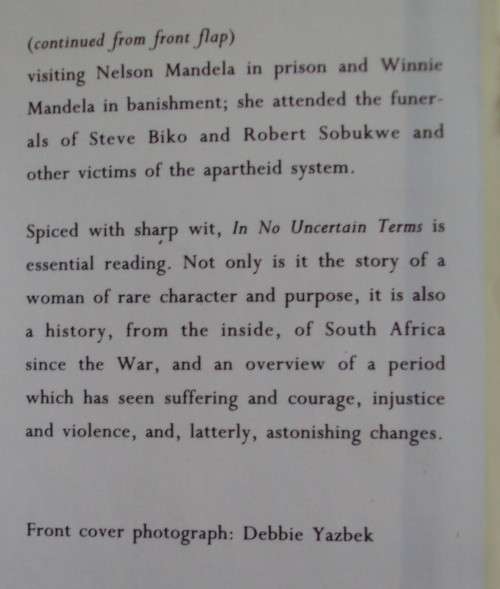 (continued from front flap)
visiting Nelson Mandela in prison and Winnie
Mandela in banishment; she attended the funer-
als of Steve Biko and Robert Sobukwe and
other victims of the apartheid system.
Spiced with sharp wit, In No Uncertain Terms is
essential reading. Not only is it the story of a
woman of rare character and purpose, it is also
a history, from the inside, of South Africa
since the War, and an overview of a period
which has seen suffering and courage, injustice
and violence, and, latterly, astonishing changes.
Front cover photograph: Debbie Yazbek